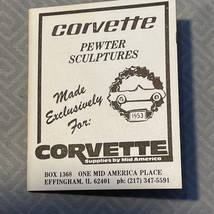 corvette
PEWTER
SCULPTURES
Made
Exclusively
For:
1953
CORVETTE
Supplies by Mid America
BOX 1368 ONE MID AMERICA PLACE
EFFINGHAM, IL 62401 ph: (217) 347-5591